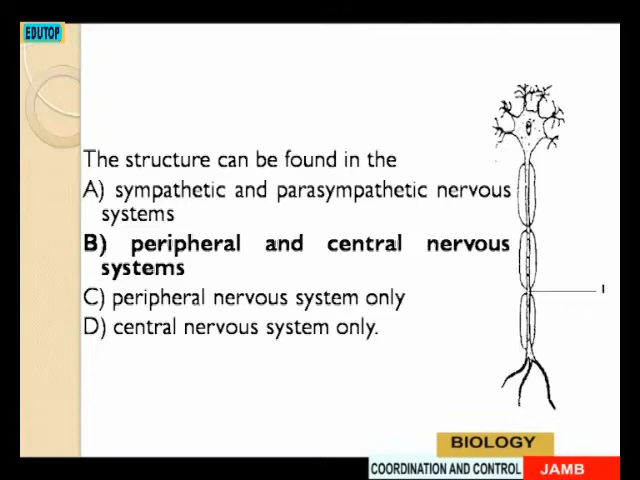 EDUTOP
The structure can be found in the
A) sympathetic and parasympathetic nervous
systems
B) peripheral and central nervous
systems
C) peripheral nervous system only
D) central nervous system only.
I
BIOLOGY
COORDINATION AND CONTROL
JAMB